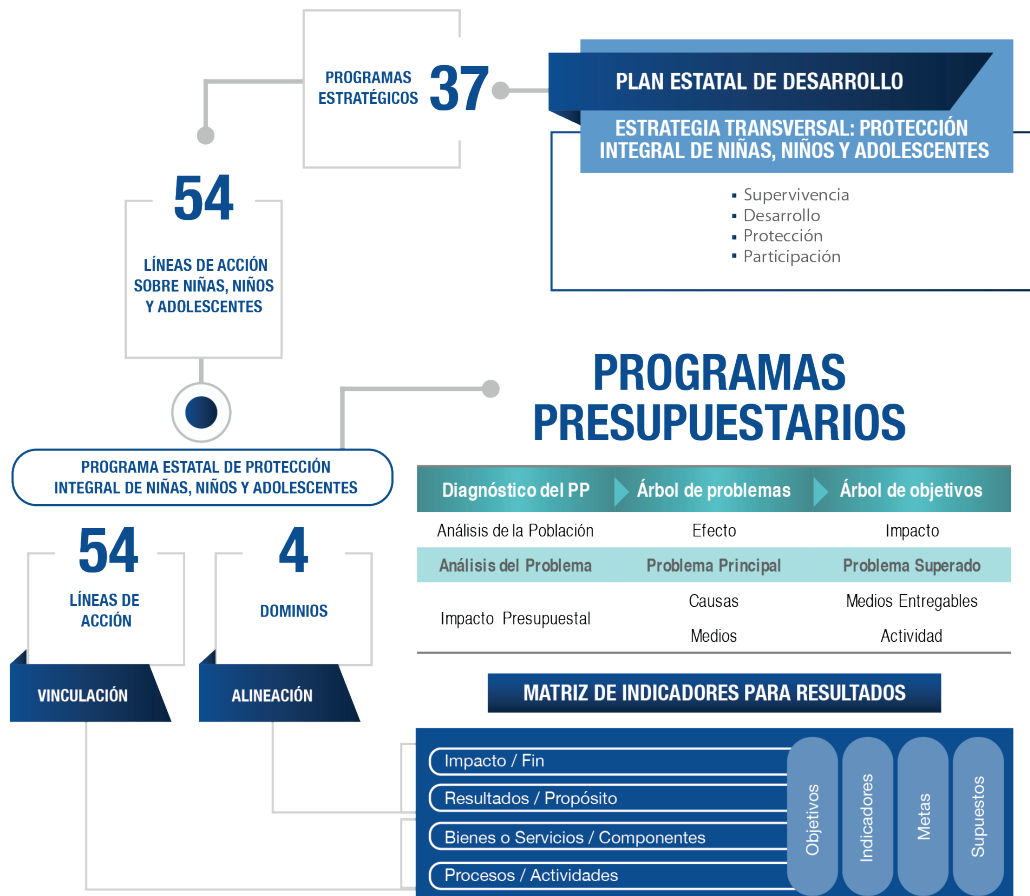 PROGRAMAS
ESTRATÉGICOS
37
PLAN ESTATAL DE DESARROLLO
ESTRATEGIA TRANSVERSAL: PROTECCIÓN
INTEGRAL DE NIÑAS, NIÑOS Y ADOLESCENTES
▪ Supervivencia
▪ Desarrollo
▪ Protección
▪ Participación
54
LÍNEAS DE ACCIÓN
SOBRE NIÑAS, NIÑOS
Y ADOLESCENTES
PROGRAMA ESTATAL DE PROTECCIÓN
INTEGRAL DE NIÑAS, NIÑOS Y ADOLESCENTES
54
LÍNEAS DE
ACCIÓN
VINCULACIÓN
4
DOMINIOS
ALINEACIÓN
PROGRAMAS
PRESUPUESTARIOS
Diagnóstico del PP Árbol de problemas Árbol de objetivos
Análisis de la Población Efecto Impacto
Análisis del Problema Problema Principal Problema Superado
Impacto Presupuestal
Causas Medios Entregables
Medios Actividad
MATRIZ DE INDICADORES PARA RESULTADOS
Impacto / Fin
Resultados / Propósito
Bienes o Servicios / Componentes
Procesos / Actividades
Objetivos
Indicadores
Metas
Supuestos